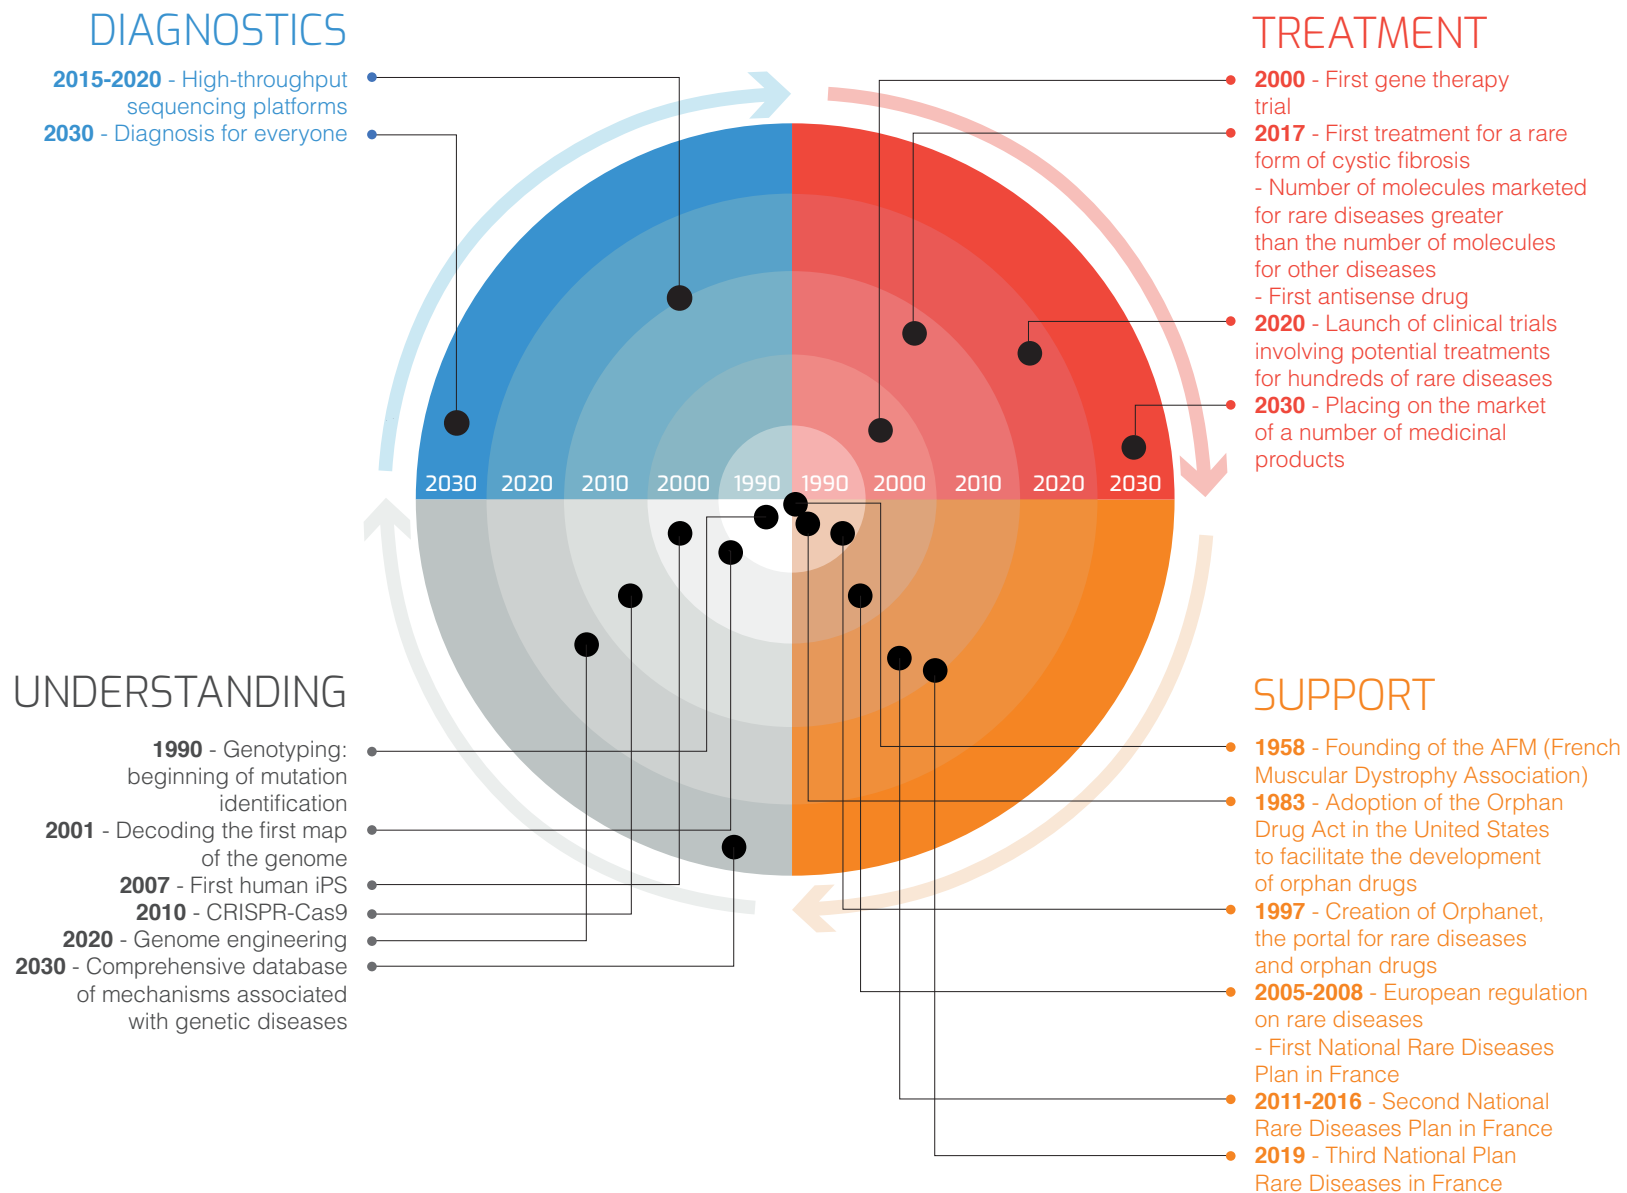 DIAGNOSTICS
2015-2020 - High-throughput
sequencing platforms
2030 - Diagnosis for everyone
TREATMENT
2000 - First gene therapy
trial
2017 - First treatment for a rare
form of cystic fibrosis
- Number of molecules marketed
for rare diseases greater
than the number of molecules
for other diseases
- First antisense drug
2020 - Launch of clinical trials
involving potential treatments
for hundreds of rare diseases
2030 - Placing on the market
of a number of medicinal
products
2030 2020 2010 2000 1990 1990 2000 2010 2020 2030
UNDERSTANDING
1990 - Genotyping:
beginning of mutation
identification
2001 - Decoding the first map
of the genome
2007 - First human iPS
2010 - CRISPR-Cas9
2020 - Genome engineering
2030 - Comprehensive database
of mechanisms associated
with genetic diseases
SUPPORT
1958 - Founding of the AFM (French
Muscular Dystrophy Association)
1983 - Adoption of the Orphan
Drug Act in the United States
to facilitate the development
of orphan drugs
1997 - Creation of Orphanet,
the portal for rare diseases
and orphan drugs
2005-2008 - European regulation
on rare diseases
- First National Rare Diseases
Plan in France
2011-2016 - Second National
Rare Diseases Plan in France
2019 - Third National Plan
Rare Diseases in France